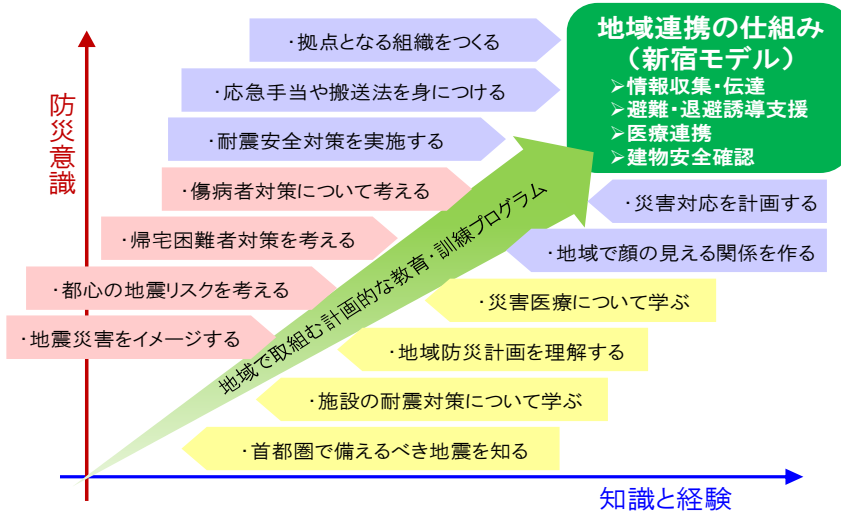 地域連携の仕組み
（新宿モデル）
➢情報収集・伝達
➢避難・退避誘導支援
➢医療連携
➢建物安全確認
防災意識
・拠点となる組織をつくる
・応急手当や搬送法を身につける
・耐震安全対策を実施する
・傷病者対策について考える
・帰宅困難者対策を考える
・都心の地震リスクを考える
・地震災害をイメージする
地域で取組む計画的な教育・訓練プログラム
・災害対応を計画する
・地域で顔の見える関係を作る
・災害医療について学ぶ
・地域防災計画を理解する
・施設の耐震対策について学ぶ
・首都圏で備えるべき地震を知る
知識と経験